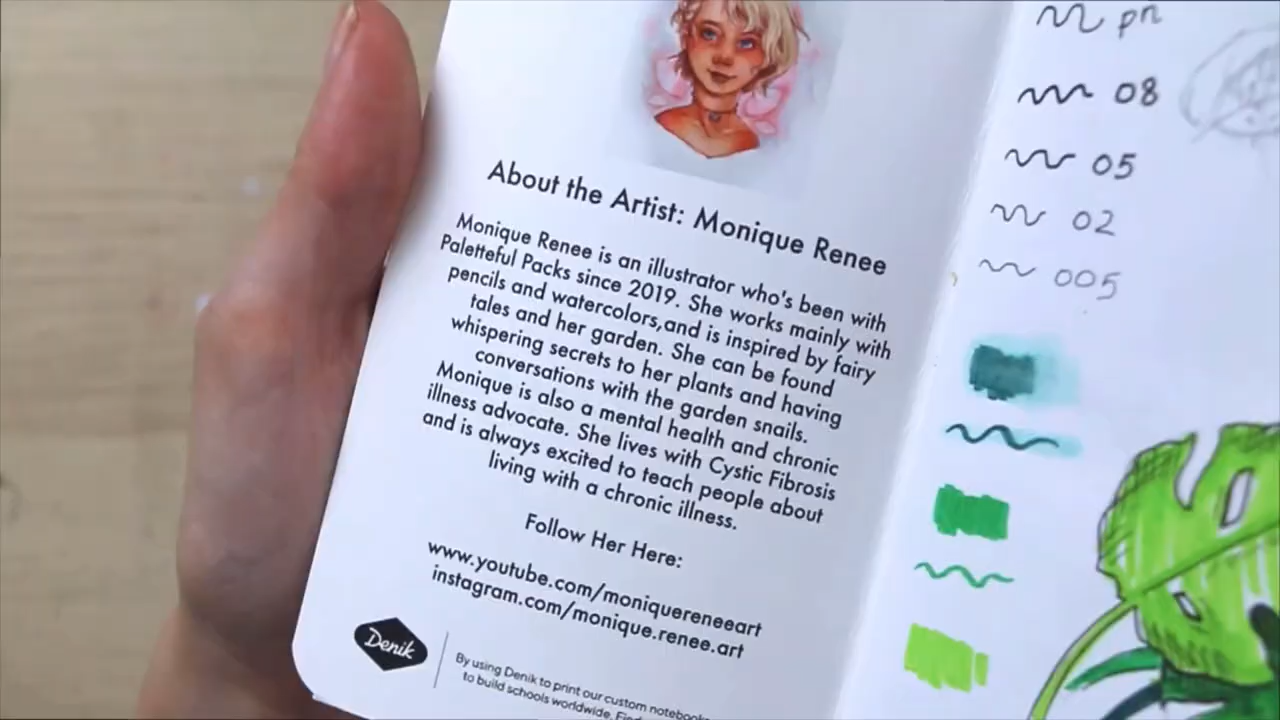 About the Artist: Monique Renee
Monique Renee is an illustrator who's been with
Paletteful Packs since 2019. She works mainly with
pencils and watercolors,and is inspired by fairy
tales and her garden. She can be found
whispering secrets to her plants and having
conversations with the garden snails.
Monique is also a mental health and chronic
illness advocate. She lives with Cystic Fibrosis
and is always excited to teach people about
living with a chronic illness.
Follow Her Here:
www.youtube.com/moniquereneeart
instagram.com/monique.renee.art
Denik
By using Denik to print our custom notebooks
to build schools worldwide. Find
pn
08
05
02
005